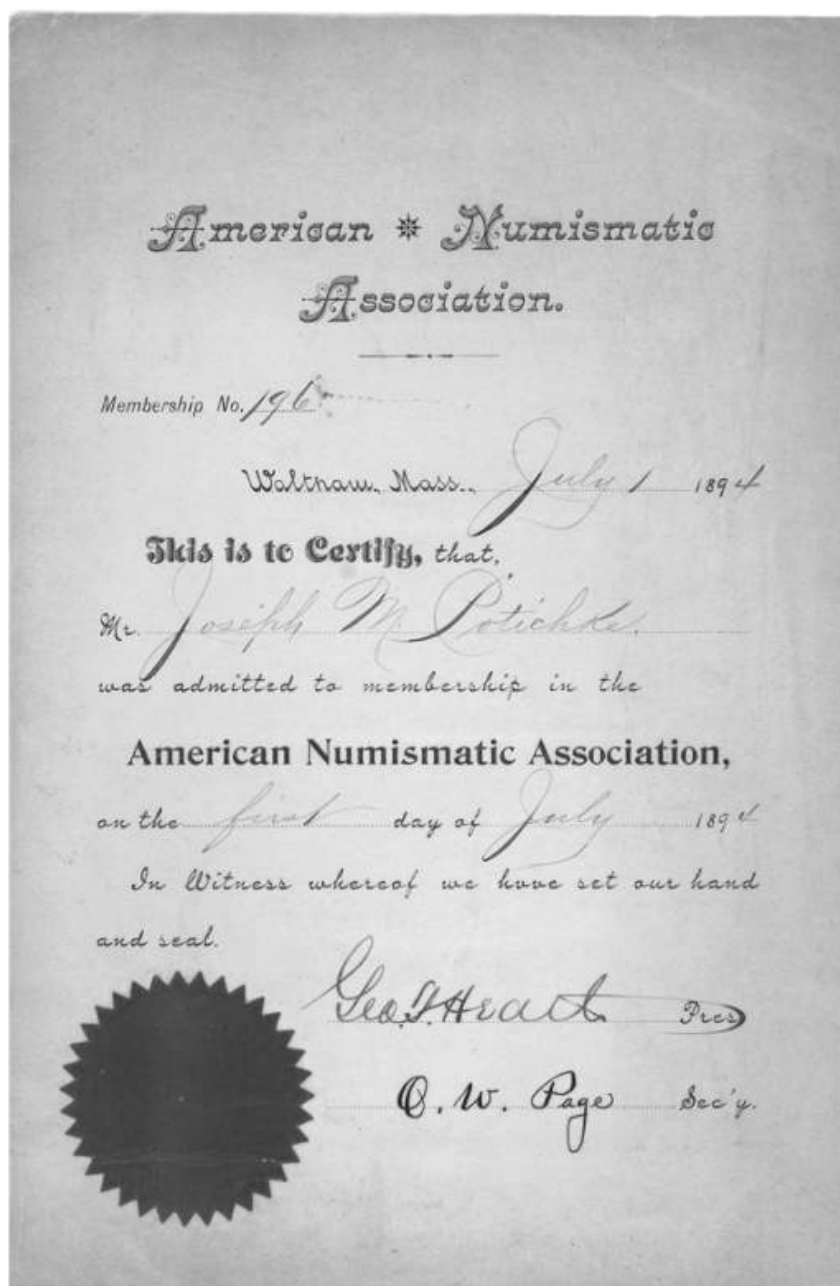 American * Numismatic
Association.
Membership No. 196
Waltham, Mass., July 1 1894
This is to Certify, that,
Mr. Joseph M Potichke.
was admitted to membership in the
American Numismatic Association,
on the first day of July 1894
In Witness whereof we have set our hand
and seal.
Geo. F. Heath Pres
O. W. Page Sec'y.